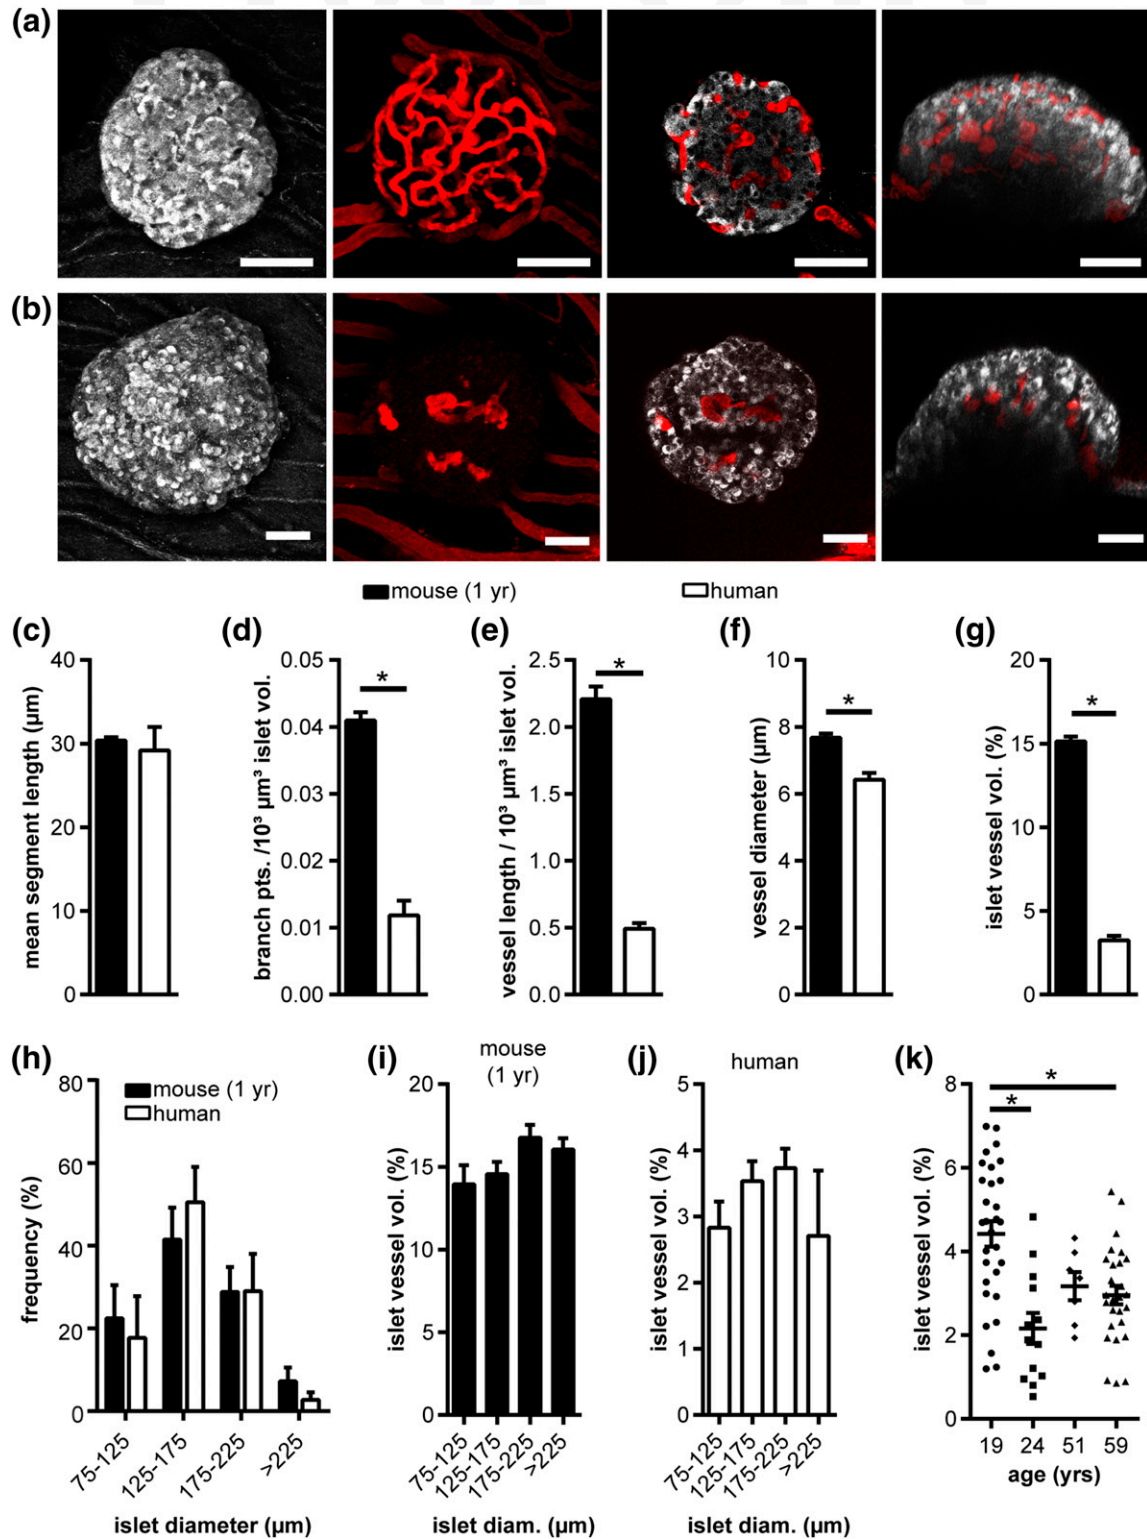 (a)
(b)
mouse (1 yr) human
(c) (d) (e) (f) (g)
mean segment length (µm)
40
30
20
10
0
branch pts. /10³ µm³ islet vol.
0.05
0.04
0.03
0.02
0.01
0.00
*
vessel length / 10³ µm³ islet vol.
2.5
2.0
1.5
1.0
0.5
0.0
*
vessel diameter (µm)
10
8
6
4
2
0
*
islet vessel vol. (%)
20
15
10
5
0
*
(h)
mouse (1 yr)
human
frequency (%)
80
60
40
20
0
75-125
125-175
175-225
>225
islet diameter (µm)
(i)
mouse
(1 yr)
islet vessel vol. (%)
20
15
10
5
0
75-125
125-175
175-225
>225
islet diam. (µm)
(j)
human
islet vessel vol. (%)
5
4
3
2
1
0
75-125
125-175
175-225
>225
islet diam. (µm)
(k)
islet vessel vol. (%)
8
6
4
2
0
*
*
19 24 51 59
age (yrs)